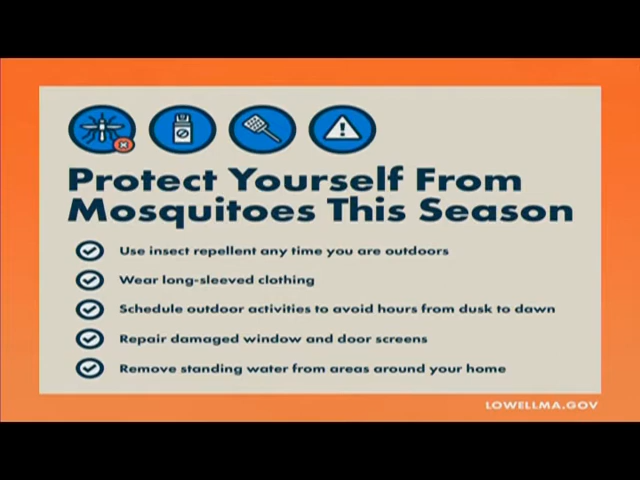 Protect Yourself From
Mosquitoes This Season
Use insect repellent any time you are outdoors
Wear long-sleeved clothing
Schedule outdoor activities to avoid hours from dusk to dawn
Repair damaged window and door screens
Remove standing water from areas around your home
LOWELLMA.GOV